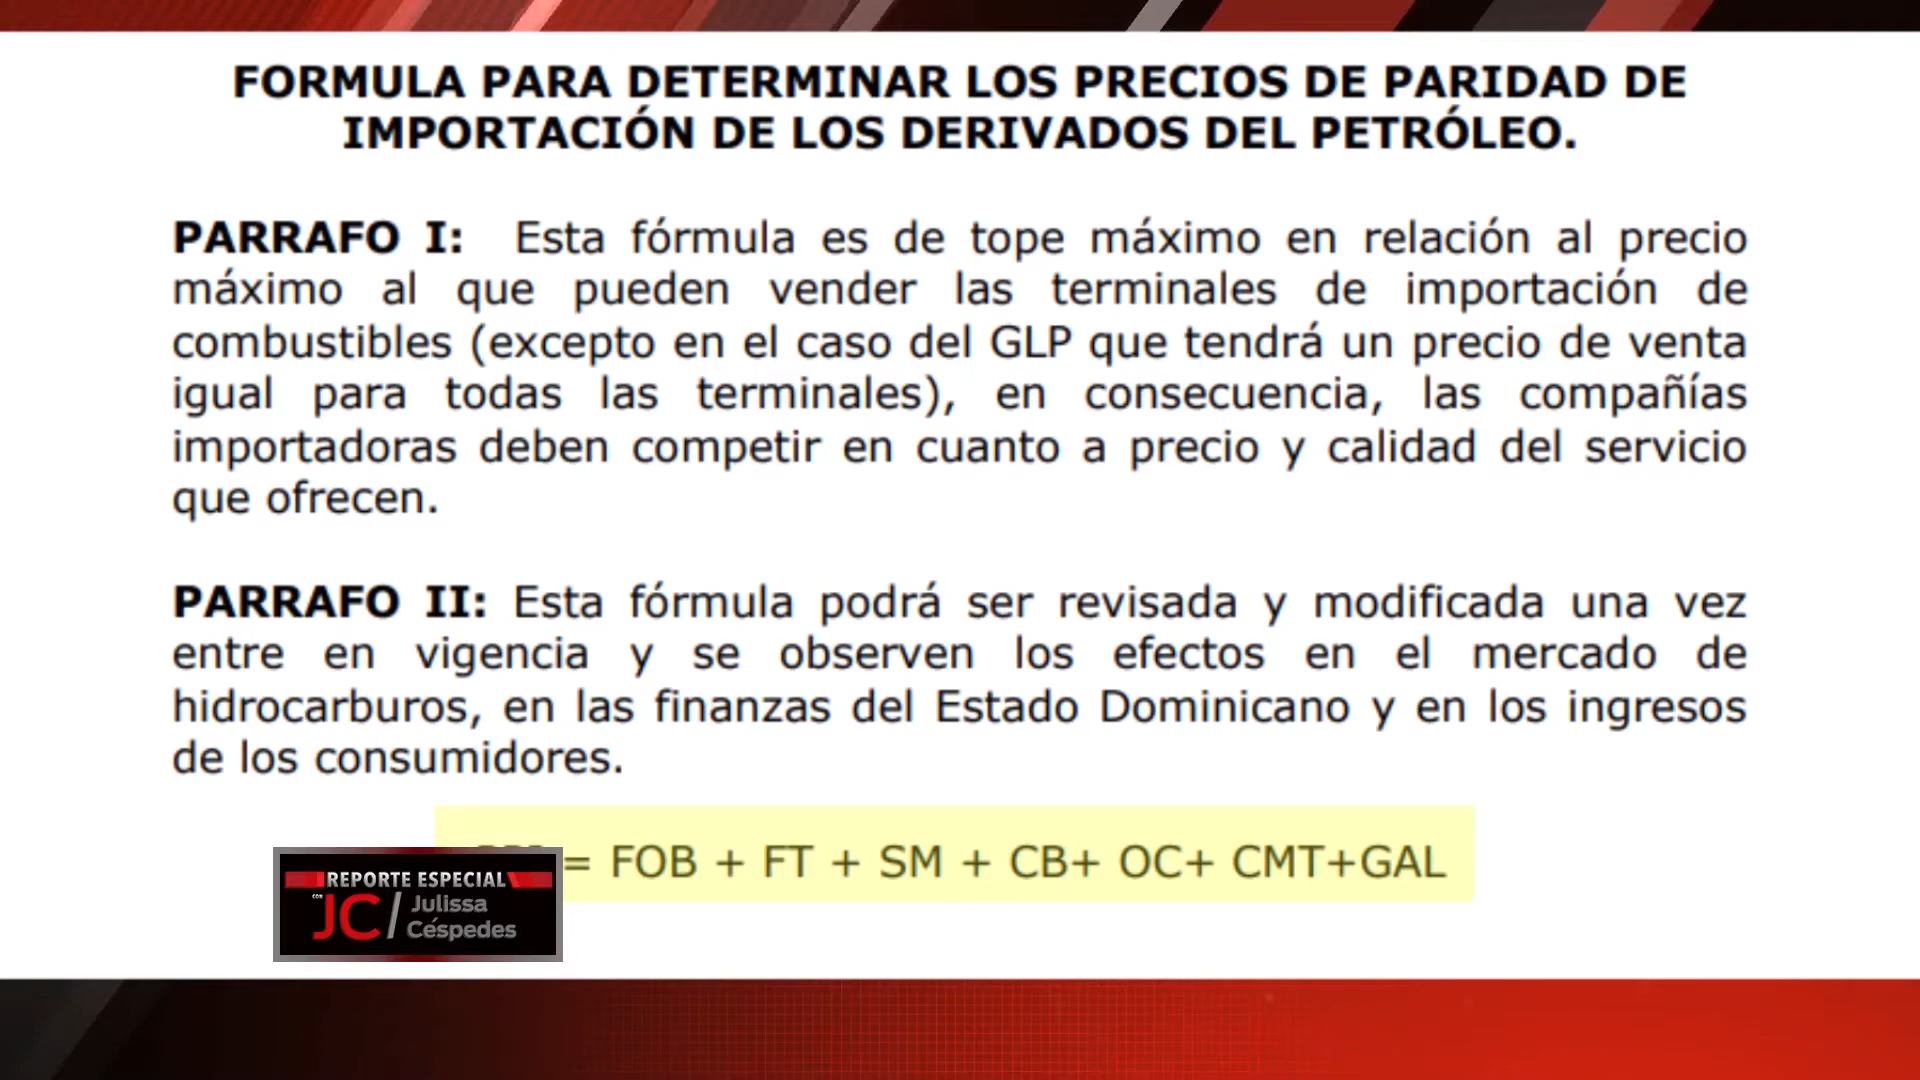 FORMULA PARA DETERMINAR LOS PRECIOS DE PARIDAD DE
IMPORTACIÓN DE LOS DERIVADOS DEL PETRÓLEO.
PARRAFO I: Esta fórmula es de tope máximo en relación al precio
máximo al que pueden vender las terminales de importación de
combustibles (excepto en el caso del GLP que tendrá un precio de venta
igual para todas las terminales), en consecuencia, las compañías
importadoras deben competir en cuanto a precio y calidad del servicio
que ofrecen.
PARRAFO II: Esta fórmula podrá ser revisada y modificada una vez
entre en vigencia y se observen los efectos en el mercado de
hidrocarburos, en las finanzas del Estado Dominicano y en los ingresos
de los consumidores.
= FOB + FT + SM + CB+ OC+ CMT+GAL
REPORTE ESPECIAL
CON
JC/ Julissa
Céspedes